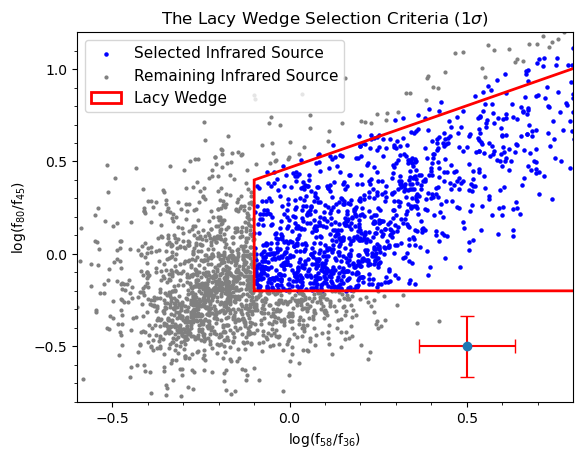 The Lacy Wedge Selection Criteria (1σ)
Selected Infrared Source
Remaining Infrared Source
Lacy Wedge
log(f₈₀/f₄₅)
1.0
0.5
0.0
−0.5
−0.5 0.0 0.5
log(f₅₈/f₃₆)